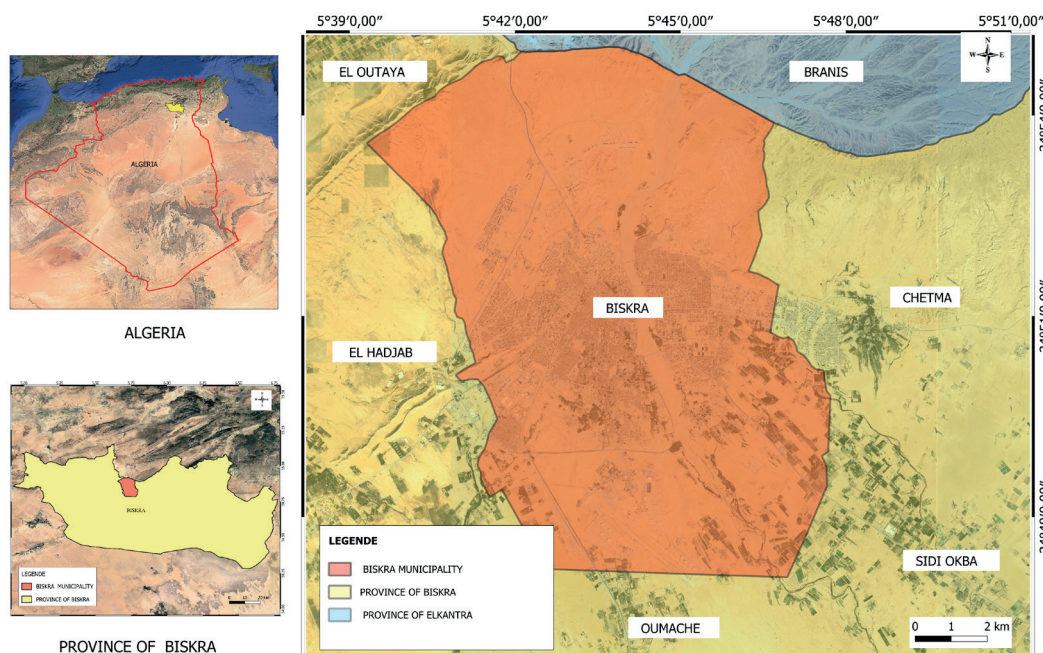 ALGERIA
ALGERIA
BISKRA
LEGENDE
BISKRA MUNICIPALITY
PROVINCE OF BISKRA
PROVINCE OF BISKRA
5°39'0,00"
5°42'0,00"
5°45'0,00"
5°48'0,00"
5°51'0,00"
N
W E
S
EL OUTAYA
BRANIS
BISKRA
CHETMA
EL HADJAB
SIDI OKBA
OUMACHE
LEGENDE
BISKRA MUNICIPALITY
PROVINCE OF BISKRA
PROVINCE OF ELKANTRA
0 1 2 km